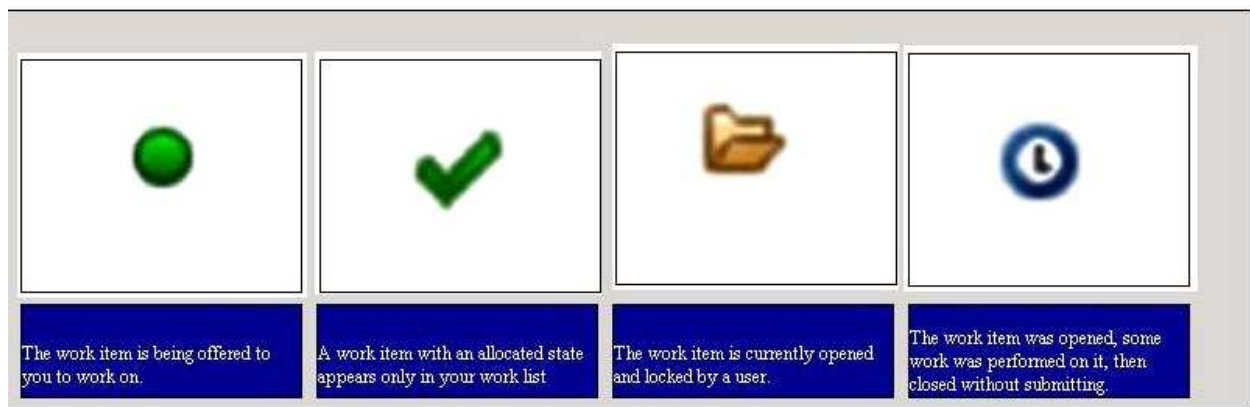 The work item is being offered to
you to work on.
A work item with an allocated state
appears only in your work list
The work item is currently opened
and locked by a user.
The work item was opened, some
work was performed on it, then
closed without submitting.